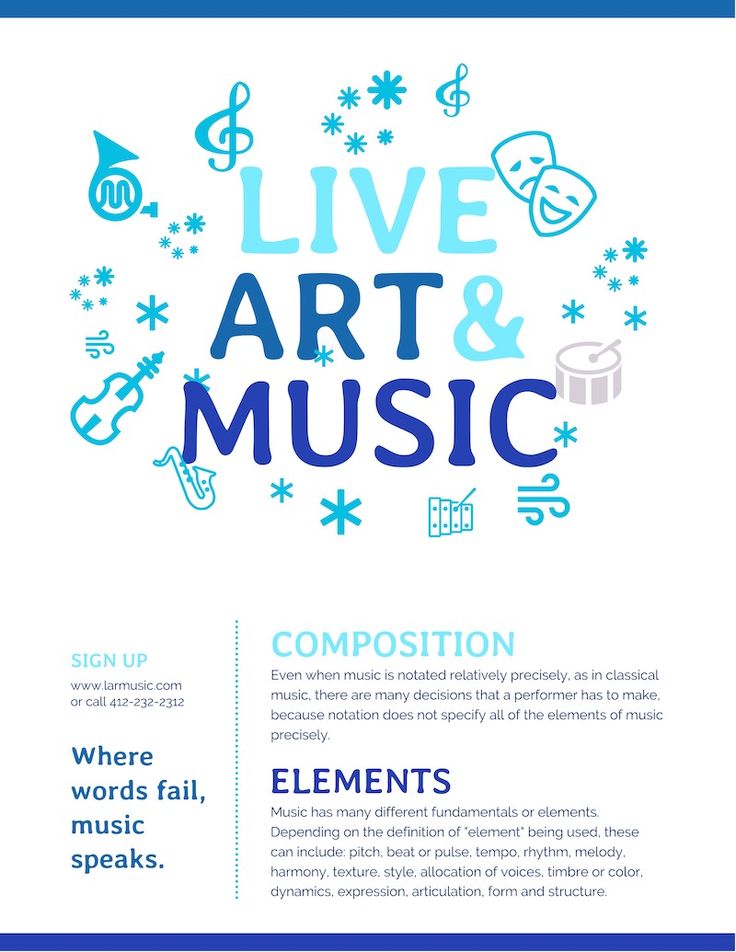 LIVE
ART &
MUSIC
SIGN UP
www.larmusic.com
or call 412-232-2312
Where
words fail,
music
speaks.
COMPOSITION
Even when music is notated relatively precisely, as in classical
music, there are many decisions that a performer has to make,
because notation does not specify all of the elements of music
precisely.
ELEMENTS
Music has many different fundamentals or elements.
Depending on the definition of "element" being used, these
can include: pitch, beat or pulse, tempo, rhythm, melody,
harmony, texture, style, allocation of voices, timbre or color,
dynamics, expression, articulation, form and structure.